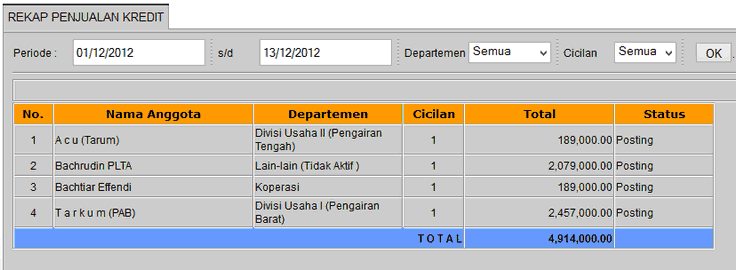 REKAP PENJUALAN KREDIT
Periode : 01/12/2012 s/d 13/12/2012 Departemen Semua Cicilan Semua OK .
No. Nama Anggota Departemen Cicilan Total Status
1 A c u (Tarum) Divisi Usaha II (Pengairan Tengah) 1 189,000.00 Posting
2 Bachrudin PLTA Lain-lain (Tidak Aktif ) 1 2,079,000.00 Posting
3 Bachtiar Effendi Koperasi 1 189,000.00 Posting
4 T a r k u m (PAB) Divisi Usaha I (Pengairan Barat) 1 2,457,000.00 Posting
T O T A L 4,914,000.00